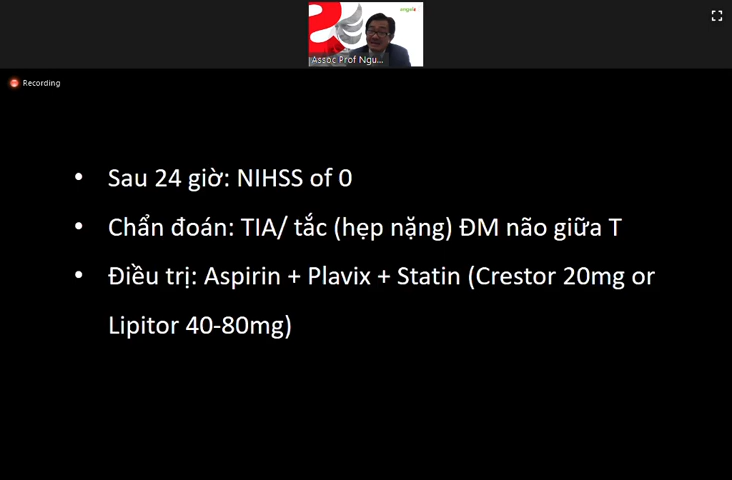 angels
Assoc Prof Ngu...
Recording
• Sau 24 giờ: NIHSS of 0
• Chẩn đoán: TIA/ tắc (hẹp nặng) ĐM não giữa T
• Điều trị: Aspirin + Plavix + Statin (Crestor 20mg or
Lipitor 40-80mg)